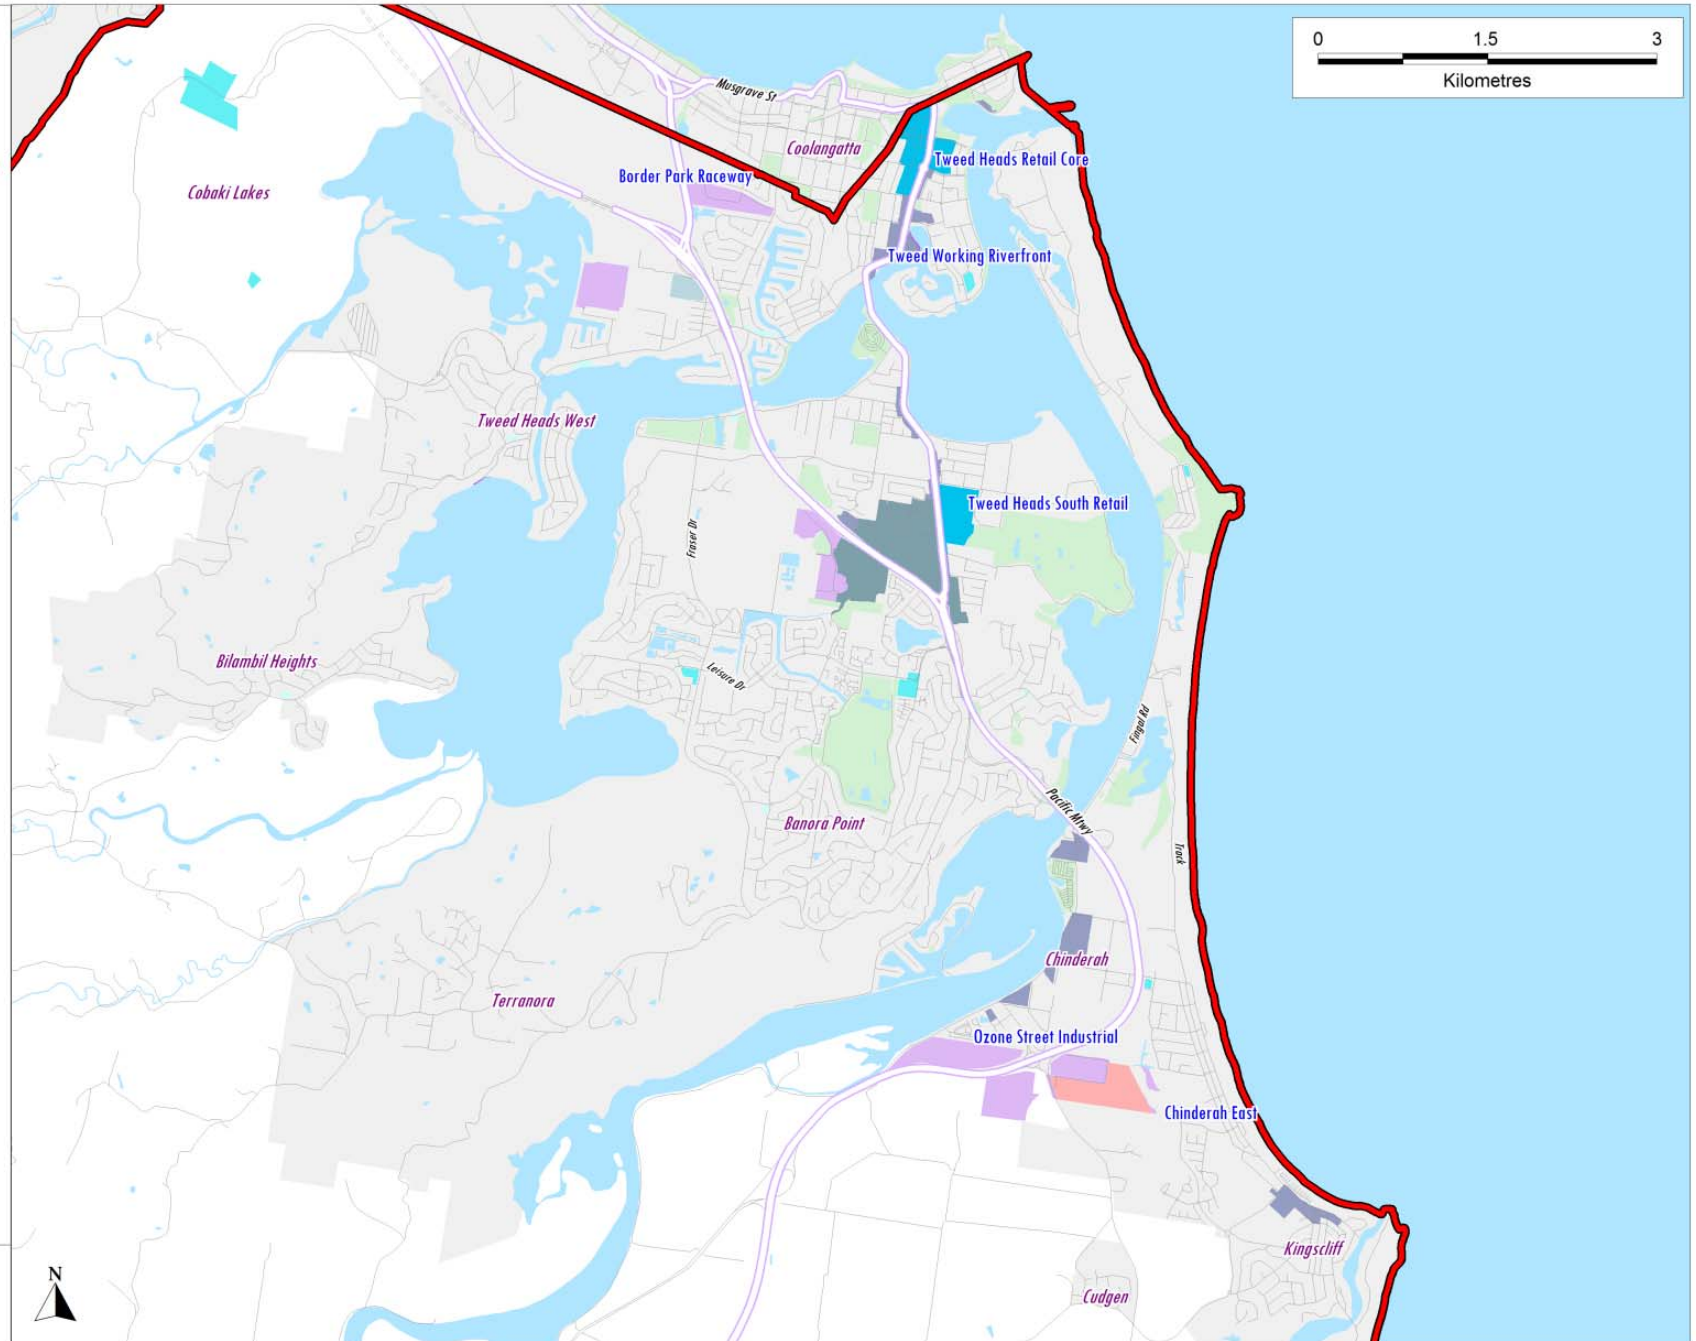 0 1.5 3
Kilometres
Musgrave St
Coolangatta
Tweed Heads Retail Core
Border Park Raceway
Cobaki Lakes
Tweed Working Riverfront
Tweed Heads West
Tweed Heads South Retail
Fraser Dr
Bilambil Heights
Leisure Dr
Fingal Rd
Pacific Mtwy
Banora Point
Track
Chinderah
Terranora
Ozone Street Industrial
Chinderah East
Kingscliff
N
Cudgen